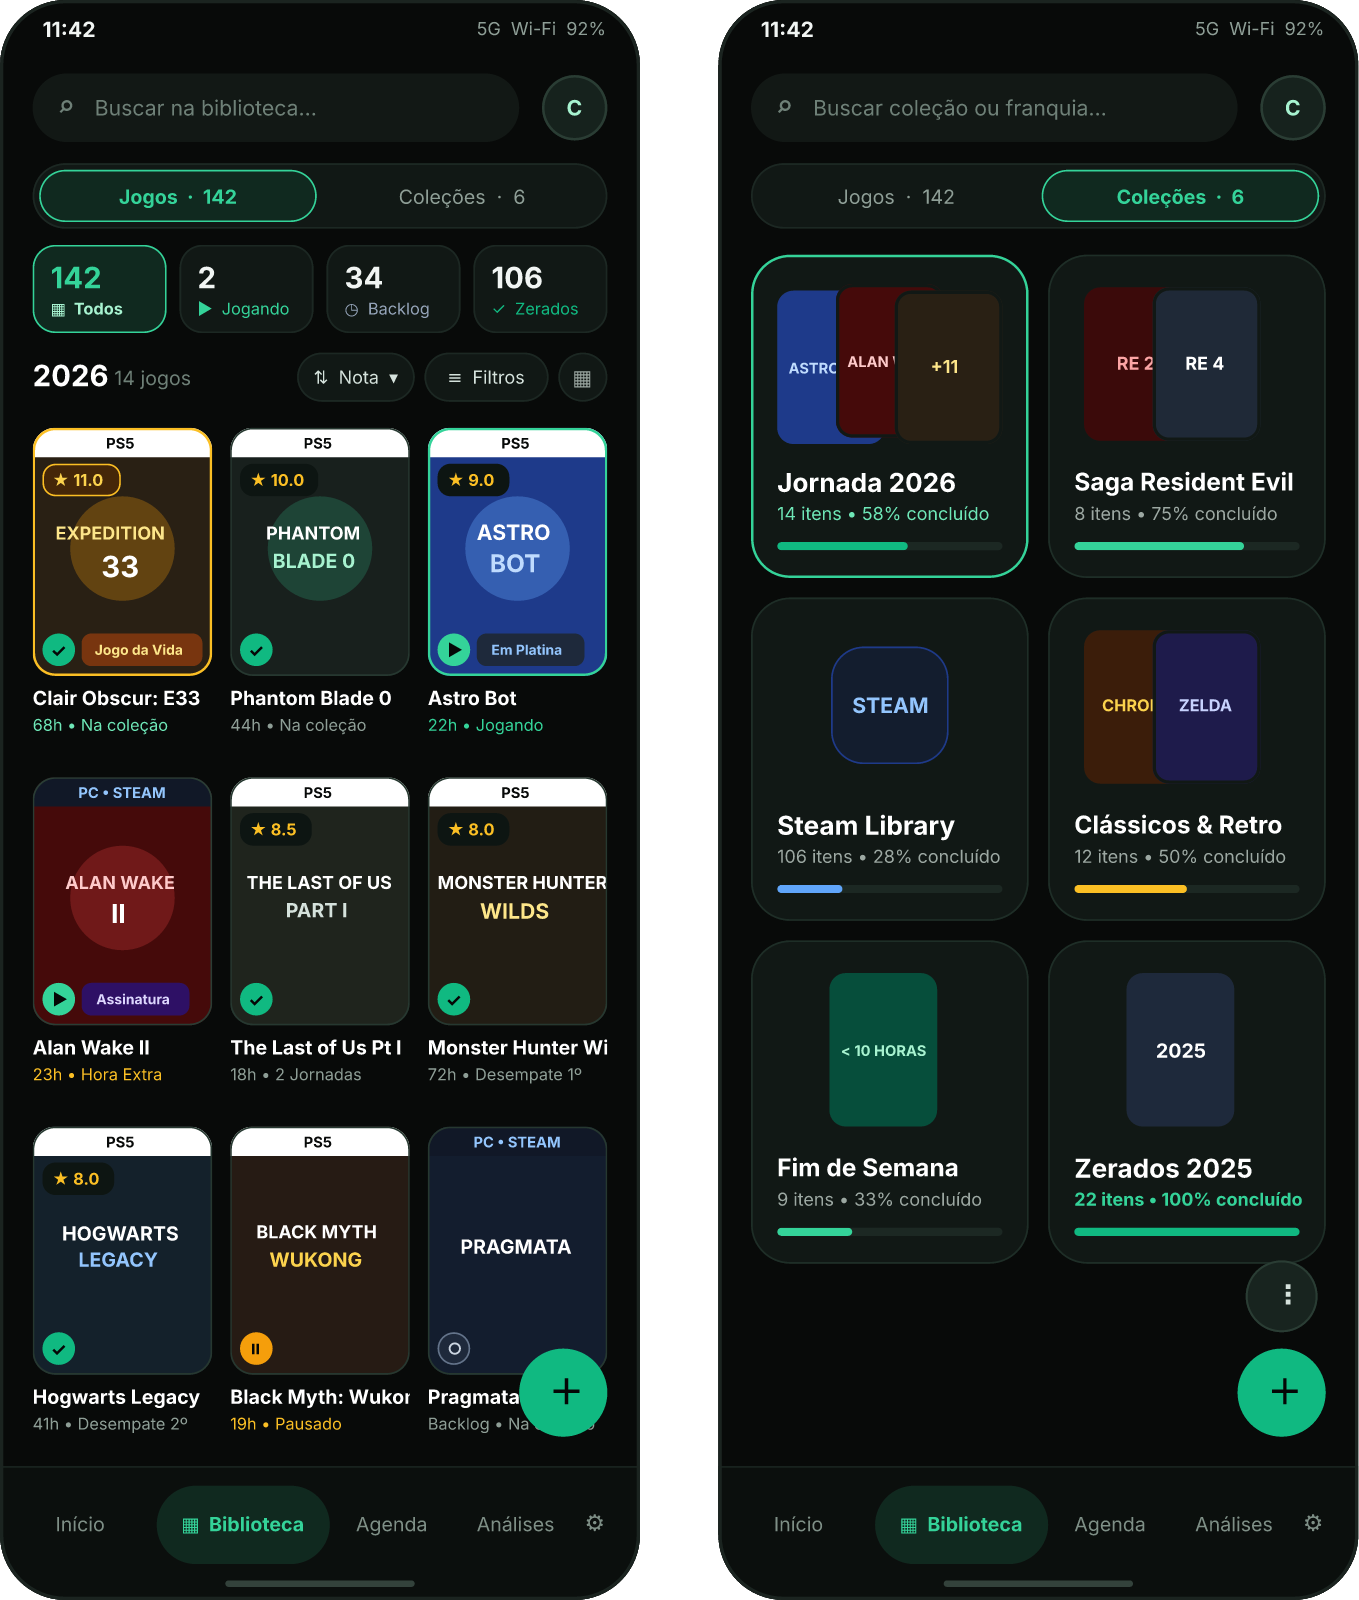 11:42
5G Wi-Fi 92%
Buscar na biblioteca...
C
Jogos · 142
Coleções · 6
142
Todos
2
Jogando
34
Backlog
106
Zerados
2026 14 jogos
Nota
Filtros
PS5
★ 11.0
EXPEDITION
33
Jogo da Vida
Clair Obscur: E33
68h • Na coleção
PS5
★ 10.0
PHANTOM
BLADE 0
Phantom Blade 0
44h • Na coleção
PS5
★ 9.0
ASTRO
BOT
Em Platina
Astro Bot
22h • Jogando
PC • STEAM
ALAN WAKE
II
Assinatura
Alan Wake II
23h • Hora Extra
PS5
★ 8.5
THE LAST OF US
PART I
The Last of Us Pt I
18h • 2 Jornadas
PS5
★ 8.0
MONSTER HUNTER
WILDS
Monster Hunter Wi
72h • Desempate 1º
PS5
★ 8.0
HOGWARTS
LEGACY
Hogwarts Legacy
41h • Desempate 2º
PS5
BLACK MYTH
WUKONG
Black Myth: Wukor
19h • Pausado
PC • STEAM
PRAGMATA
Pragmata
Backlog • Na
+
Início
Biblioteca
Agenda
Análises
11:42
5G Wi-Fi 92%
Buscar coleção ou franquia...
C
Jogos · 142
Coleções · 6
ASTRO
ALAN
+11
Jornada 2026
14 itens • 58% concluído
RE 2
RE 4
Saga Resident Evil
8 itens • 75% concluído
STEAM
Steam Library
106 itens • 28% concluído
CHRO
ZELDA
Clássicos & Retro
12 itens • 50% concluído
< 10 HORAS
Fim de Semana
9 itens • 33% concluído
2025
Zerados 2025
22 itens • 100% concluído
+
Início
Biblioteca
Agenda
Análises